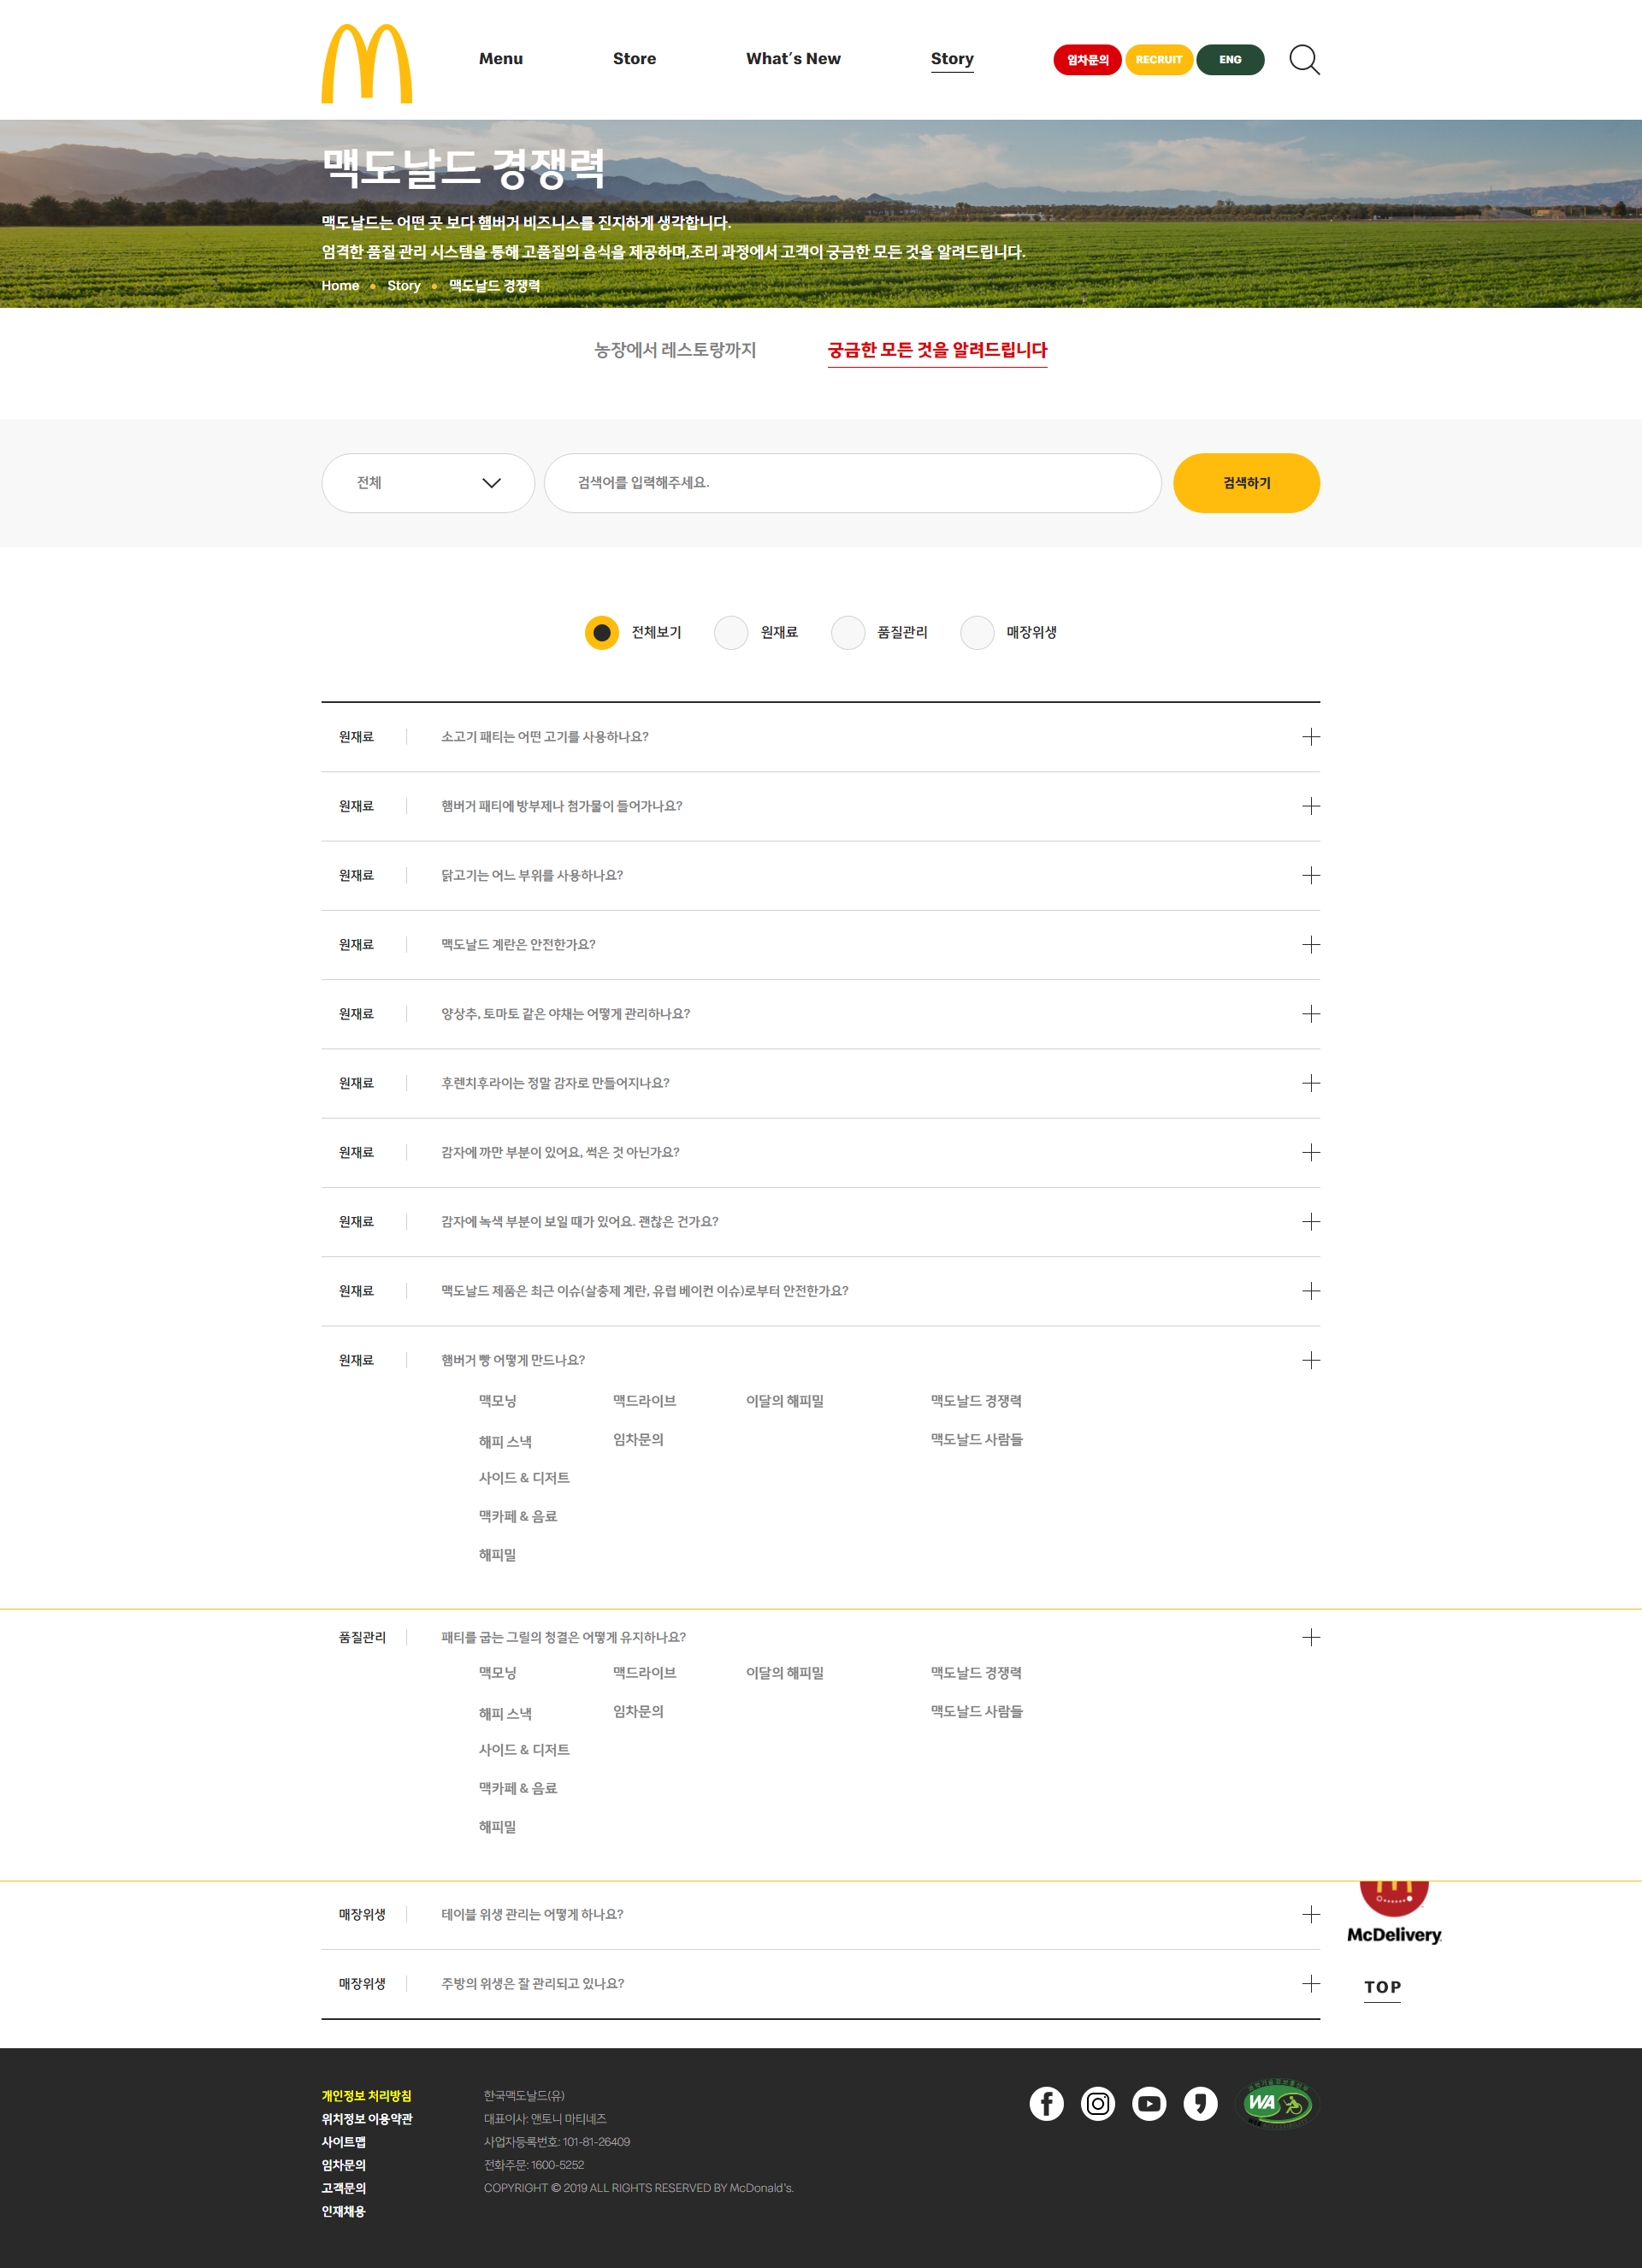 Menu
Store
What's New
Story
임차문의
RECRUIT
ENG
맥도날드 경쟁력
맥도날드는 어떤 곳 보다 햄버거 비즈니스를 진지하게 생각합니다.
엄격한 품질 관리 시스템을 통해 고품질의 음식을 제공하며,조리 과정에서 고객이 궁금한 모든 것을 알려드립니다.
Home • Story • 맥도날드 경쟁력
농장에서 레스토랑까지
궁금한 모든 것을 알려드립니다
전체
검색어를 입력해주세요.
검색하기
전체보기
원재료
품질관리
매장위생
원재료 소고기 패티는 어떤 고기를 사용하나요?
원재료 햄버거 패티에 방부제나 첨가물이 들어가나요?
원재료 닭고기는 어느 부위를 사용하나요?
원재료 맥도날드 계란은 안전한가요?
원재료 양상추, 토마토 같은 야채는 어떻게 관리하나요?
원재료 후렌치후라이는 정말 감자로 만들어지나요?
원재료 감자에 까만 부분이 있어요, 썩은 것 아닌가요?
원재료 감자에 녹색 부분이 보일 때가 있어요. 괜찮은 건가요?
원재료 맥도날드 제품은 최근 이슈(살충제 계란, 유럽 베이컨 이슈)로부터 안전한가요?
원재료 햄버거 빵 어떻게 만드나요?
맥모닝 맥드라이브 이달의 해피밀 맥도날드 경쟁력
해피 스낵 임차문의 맥도날드 사람들
사이드 & 디저트
맥카페 & 음료
해피밀
품질관리 패티를 굽는 그릴의 청결은 어떻게 유지하나요?
맥모닝 맥드라이브 이달의 해피밀 맥도날드 경쟁력
해피 스낵 임차문의 맥도날드 사람들
사이드 & 디저트
맥카페 & 음료
해피밀
매장위생 테이블 위생 관리는 어떻게 하나요?
McDelivery
매장위생 주방의 위생은 잘 관리되고 있나요?
TOP
개인정보 처리방침
위치정보 이용약관
사이트맵
임차문의
고객문의
인재채용
한국맥도날드(유)
대표이사: 앤토니 마티네즈
사업자등록번호: 101-81-26409
전화주문: 1600-5252
COPYRIGHT © 2019 ALL RIGHTS RESERVED BY McDonald's.
WA